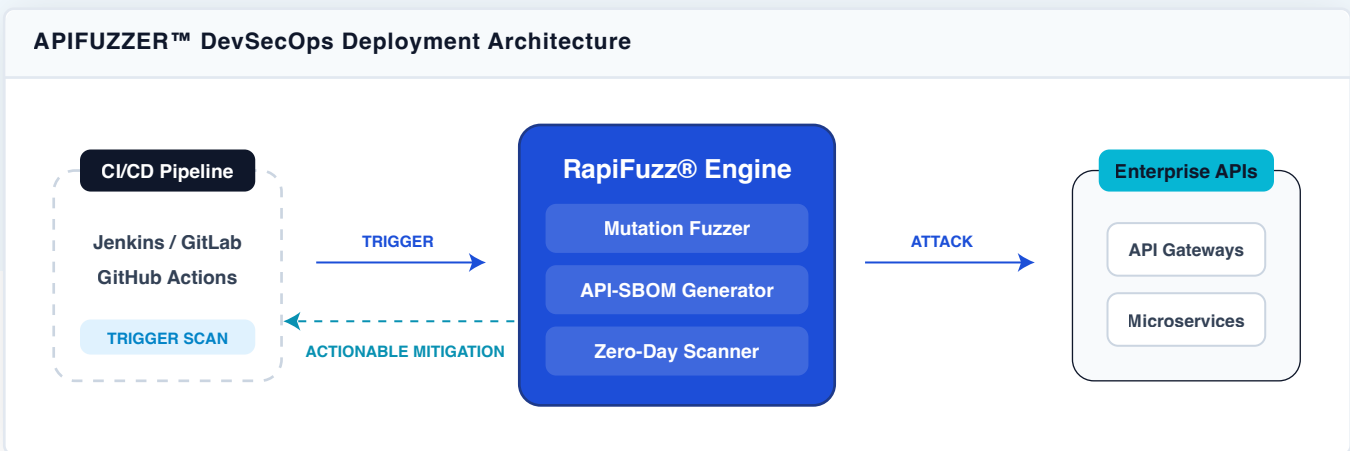 APIFUZZER™ DevSecOps Deployment Architecture
CI/CD Pipeline
Jenkins / GitLab
GitHub Actions
TRIGGER SCAN
TRIGGER
ACTIONABLE MITIGATION
RapiFuzz® Engine
Mutation Fuzzer
API-SBOM Generator
Zero-Day Scanner
ATTACK
Enterprise APIs
API Gateways
Microservices